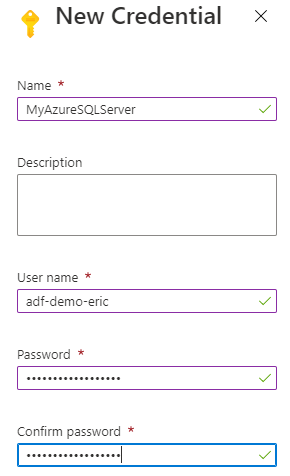 New Credential
Name *
MyAzureSQLServer
Description
User name *
adf-demo-eric
Password *
••••••••••••••••••
Confirm password *
••••••••••••••••••